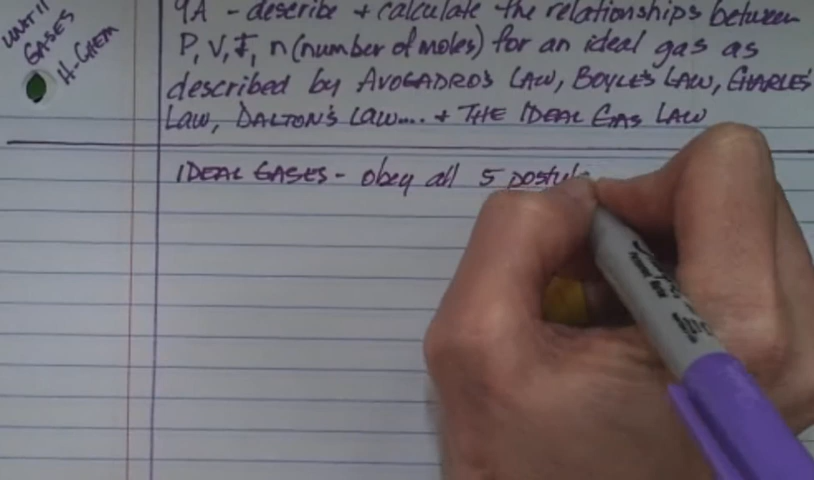 UNIT 11
GASES
H-CHEM
9A - describe + calculate the relationships between
P, V, T, n (number of moles) for an ideal gas as
described by AVOGADRO'S LAW, BOYLE'S LAW, CHARLES'
LAW, DALTON'S LAW... + THE IDEAL GAS LAW
IDEAL GASES - obey all 5 postula